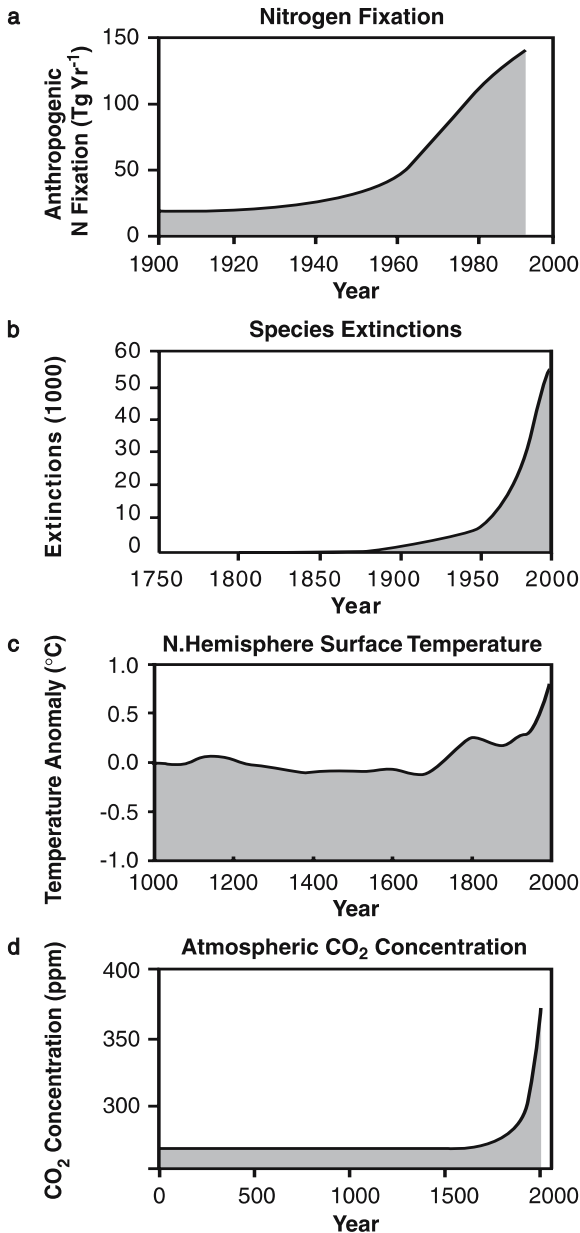 a
Nitrogen Fixation
Anthropogenic
N Fixation (Tg Yr-1)
150
100
50
0
1900 1920 1940 1960 1980 2000
Year
b
Species Extinctions
Extinctions (1000)
60
50
40
30
20
10
0
1750 1800 1850 1900 1950 2000
Year
c
N.Hemisphere Surface Temperature
Temperature Anomaly (°C)
1.0
0.5
0.0
-0.5
-1.0
1000 1200 1400 1600 1800 2000
Year
d
Atmospheric CO2 Concentration
CO2 Concentration (ppm)
400
350
300
0 500 1000 1500 2000
Year